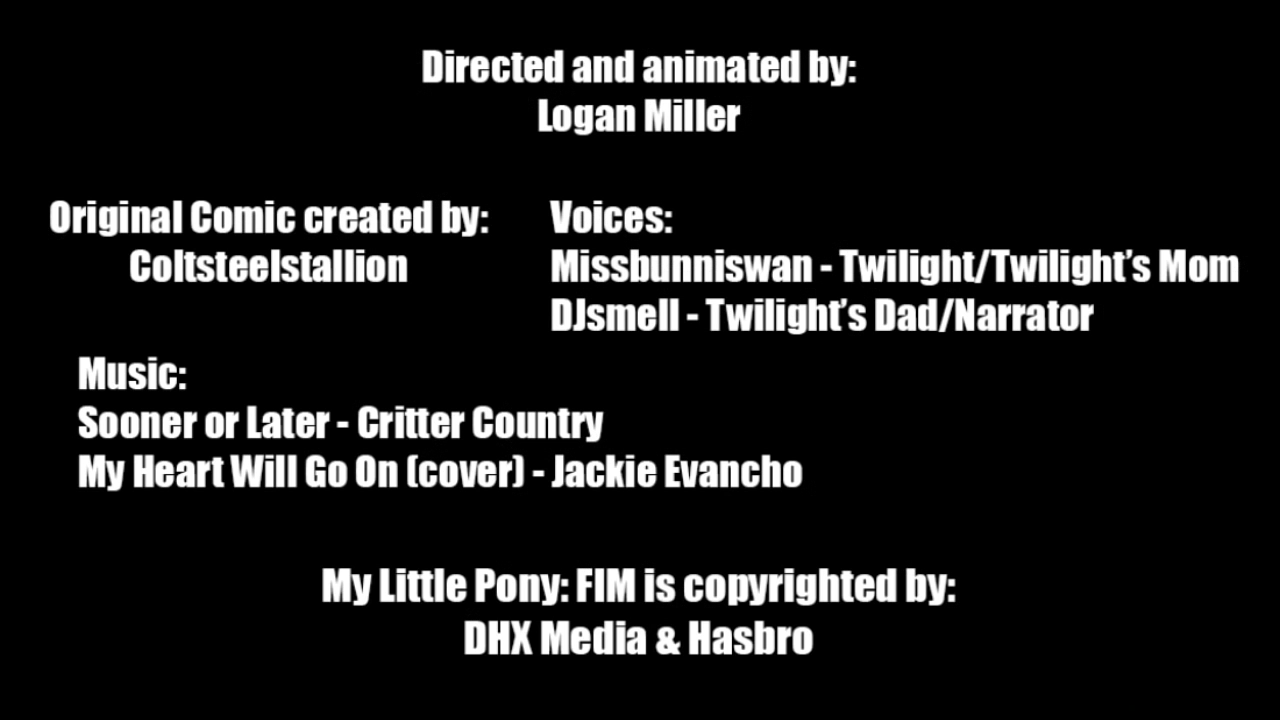 Directed and animated by:
Logan Miller
Original Comic created by:
Coltsteelstallion
Voices:
Missbunniswan - Twilight/Twilight’s Mom
DJsmell - Twilight’s Dad/Narrator
Music:
Sooner or Later - Critter Country
My Heart Will Go On (cover) - Jackie Evancho
My Little Pony: FIM is copyrighted by:
DHX Media & Hasbro